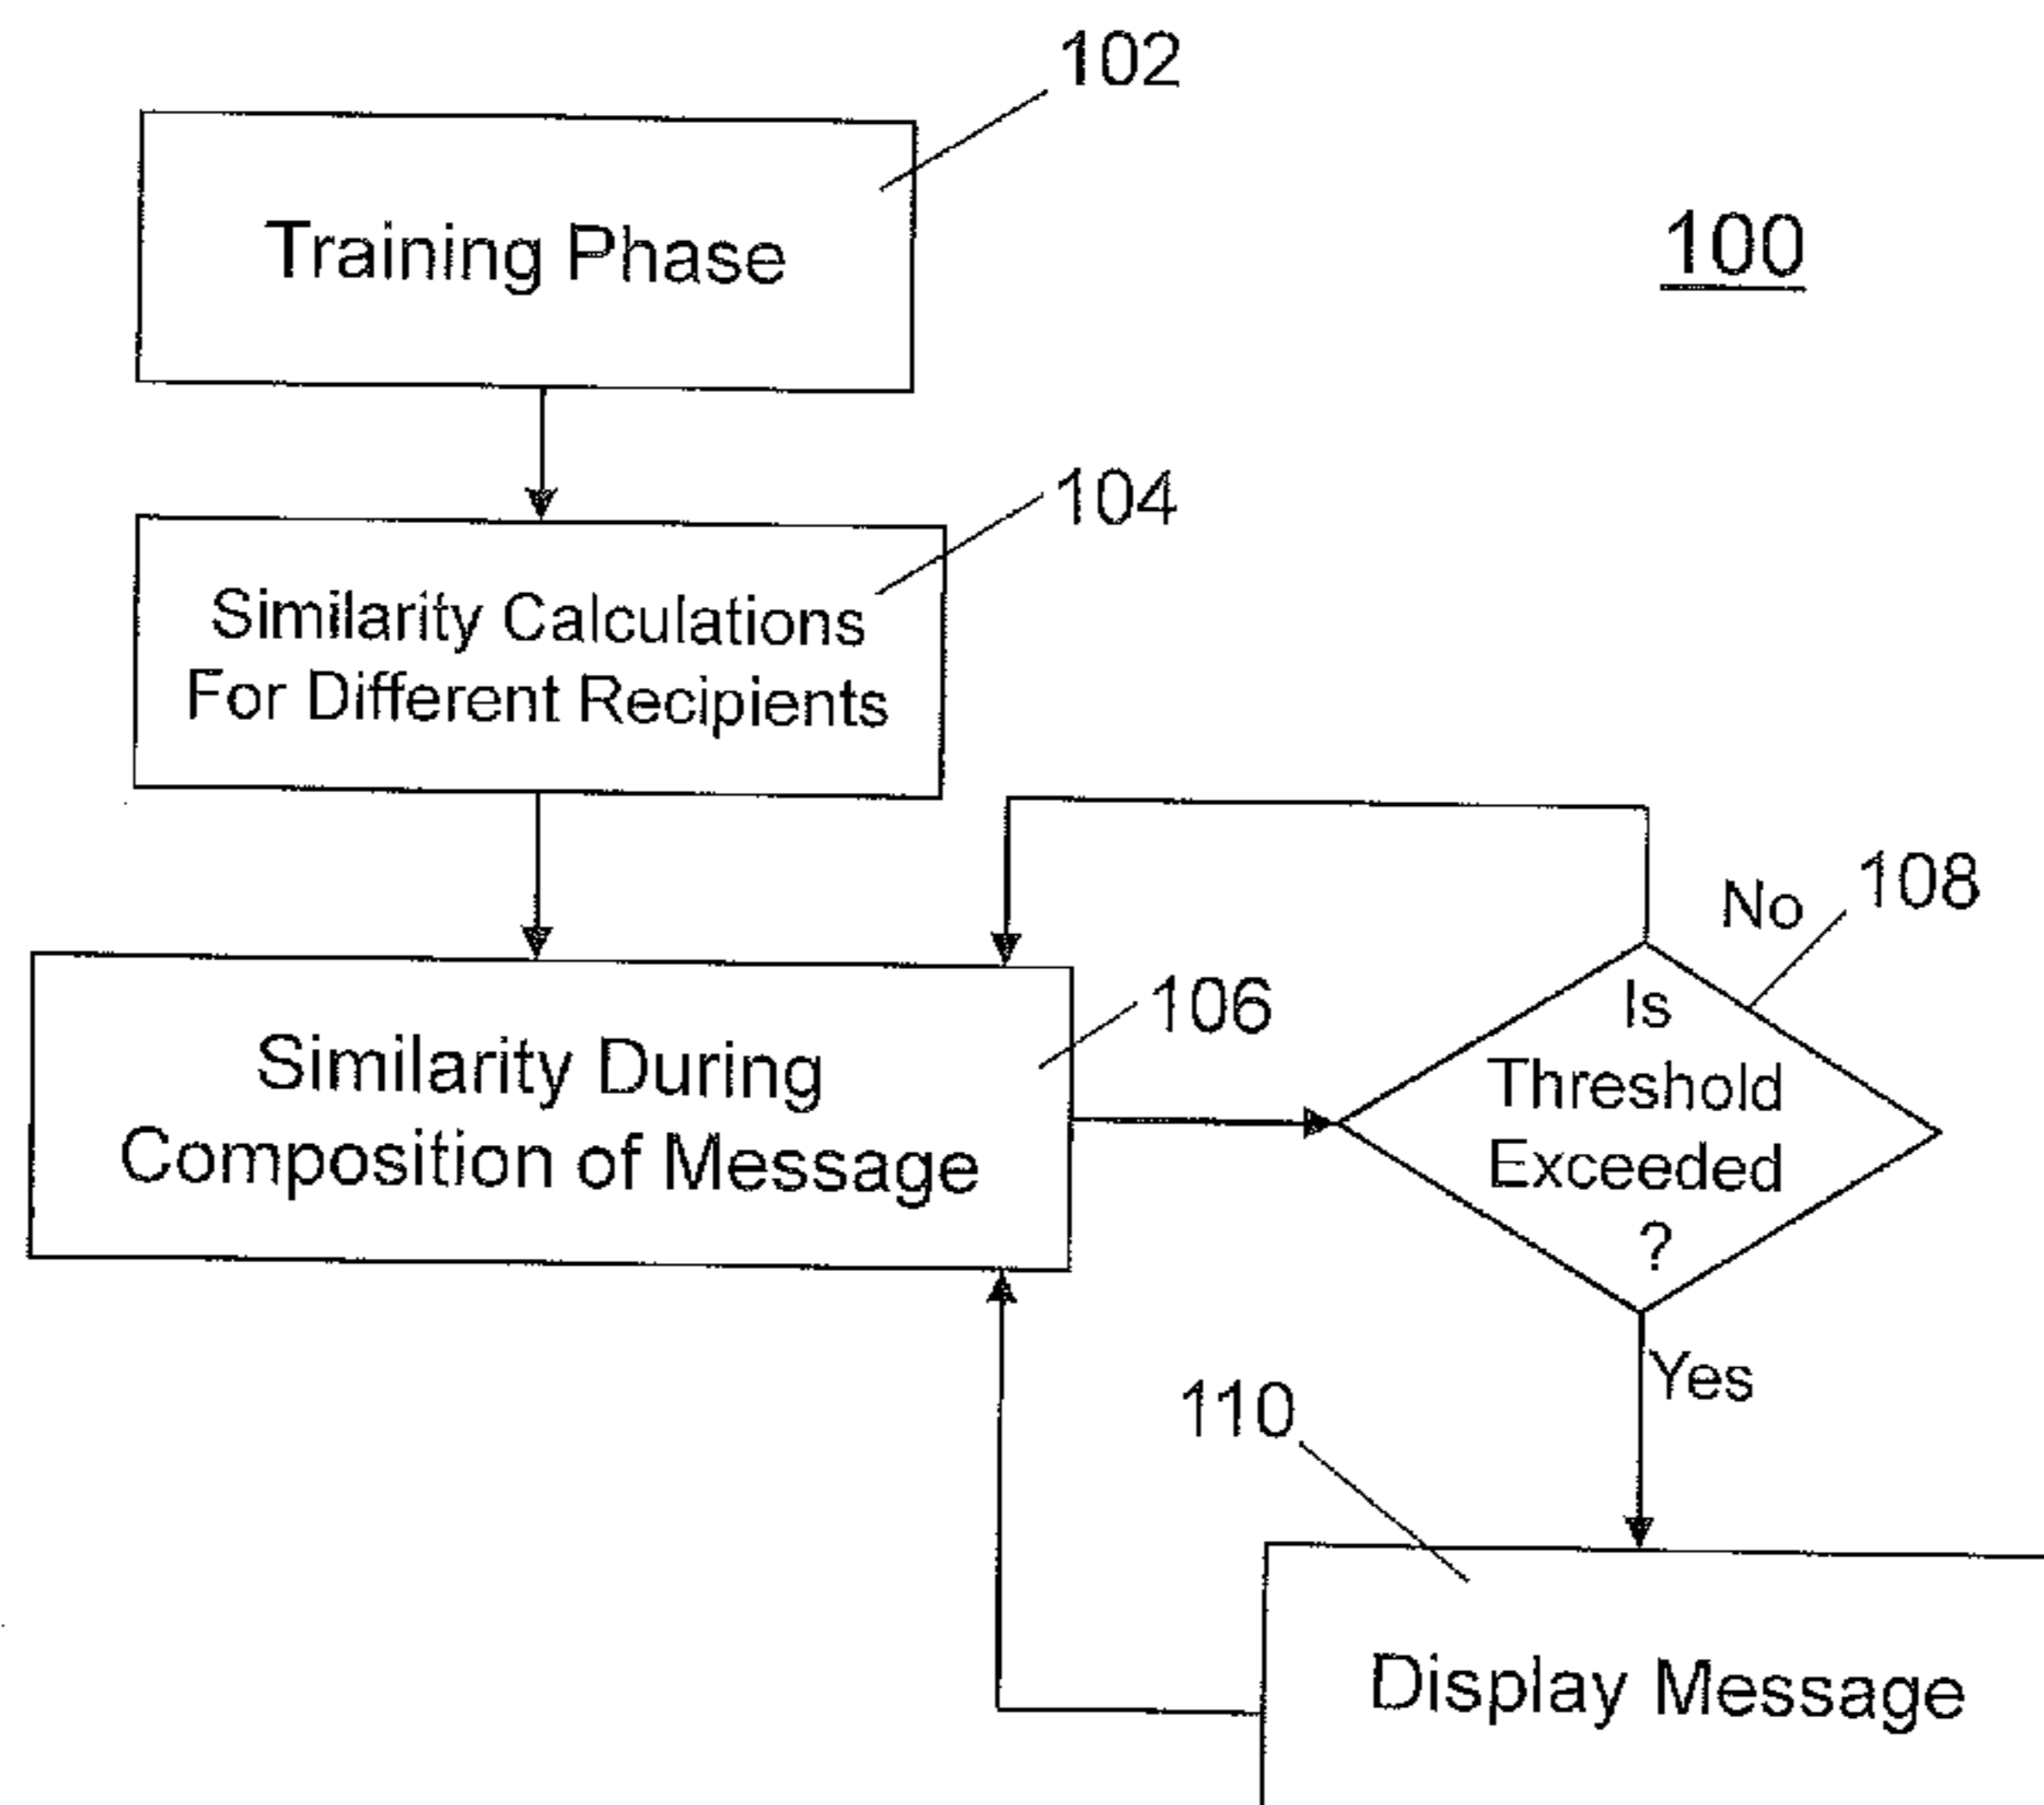 102
Training Phase
100
104
Similarity Calculations
For Different Recipients
No
108
106
Similarity During
Composition of Message
Is
Threshold
Exceeded
?
Yes
110
Display Message